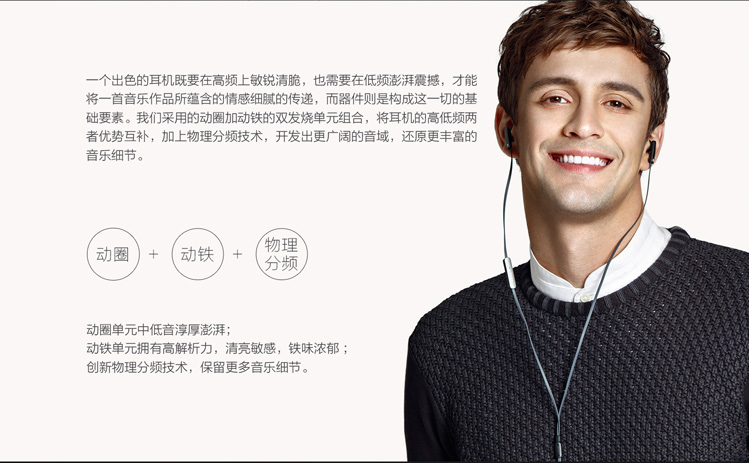 一个出色的耳机既要在高频上敏锐清脆，也需要在低频澎湃震撼，才能
将一首音乐作品所蕴含的情感细腻的传递，而器件则是构成这一切的基
础要素。我们采用的动圈加动铁的双发烧单元组合，将耳机的高低频两
者优势互补，加上物理分频技术，开发出更广阔的音域，还原更丰富的
音乐细节。
动圈 + 动铁 + 物理
分频
动圈单元中低音淳厚澎湃；
动铁单元拥有高解析力，清亮敏感，铁味浓郁；
创新物理分频技术，保留更多音乐细节。